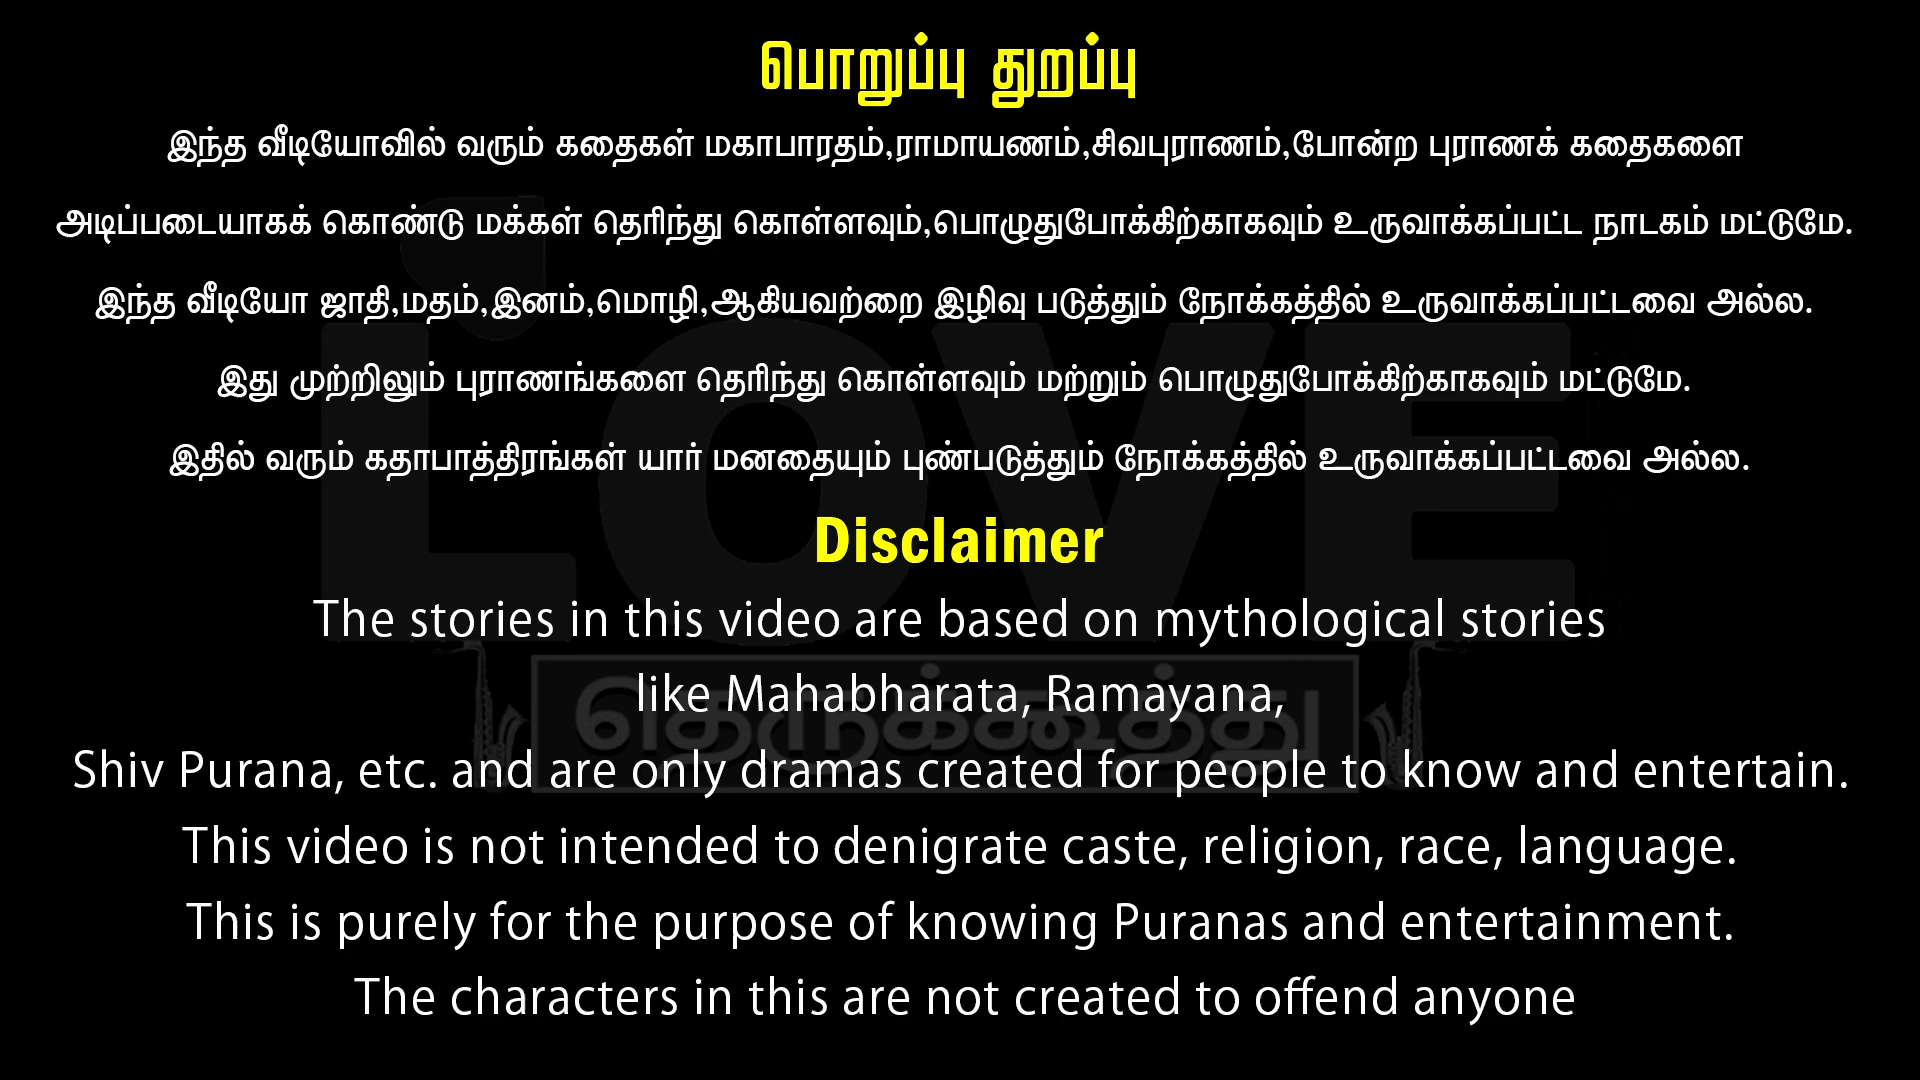 பொறுப்பு துறப்பு
இந்த வீடியோவில் வரும் கதைகள் மகாபாரதம்,ராமாயணம்,சிவபுராணம்,போன்ற புராணக் கதைகளை
அடிப்படையாகக் கொண்டு மக்கள் தெரிந்து கொள்ளவும்,பொழுதுபோக்கிற்காகவும் உருவாக்கப்பட்ட நாடகம் மட்டுமே.
இந்த வீடியோ ஜாதி,மதம்,இனம்,மொழி,ஆகியவற்றை இழிவு படுத்தும் நோக்கத்தில் உருவாக்கப்பட்டவை அல்ல.
இது முற்றிலும் புராணங்களை தெரிந்து கொள்ளவும் மற்றும் பொழுதுபோக்கிற்காகவும் மட்டுமே.
இதில் வரும் கதாபாத்திரங்கள் யார் மனதையும் புண்படுத்தும் நோக்கத்தில் உருவாக்கப்பட்டவை அல்ல.
LOVE
Disclaimer
The stories in this video are based on mythological stories
like Mahabharata, Ramayana,
தெருக்கூத்து
Shiv Purana, etc. and are only dramas created for people to know and entertain.
This video is not intended to denigrate caste, religion, race, language.
This is purely for the purpose of knowing Puranas and entertainment.
The characters in this are not created to offend anyone